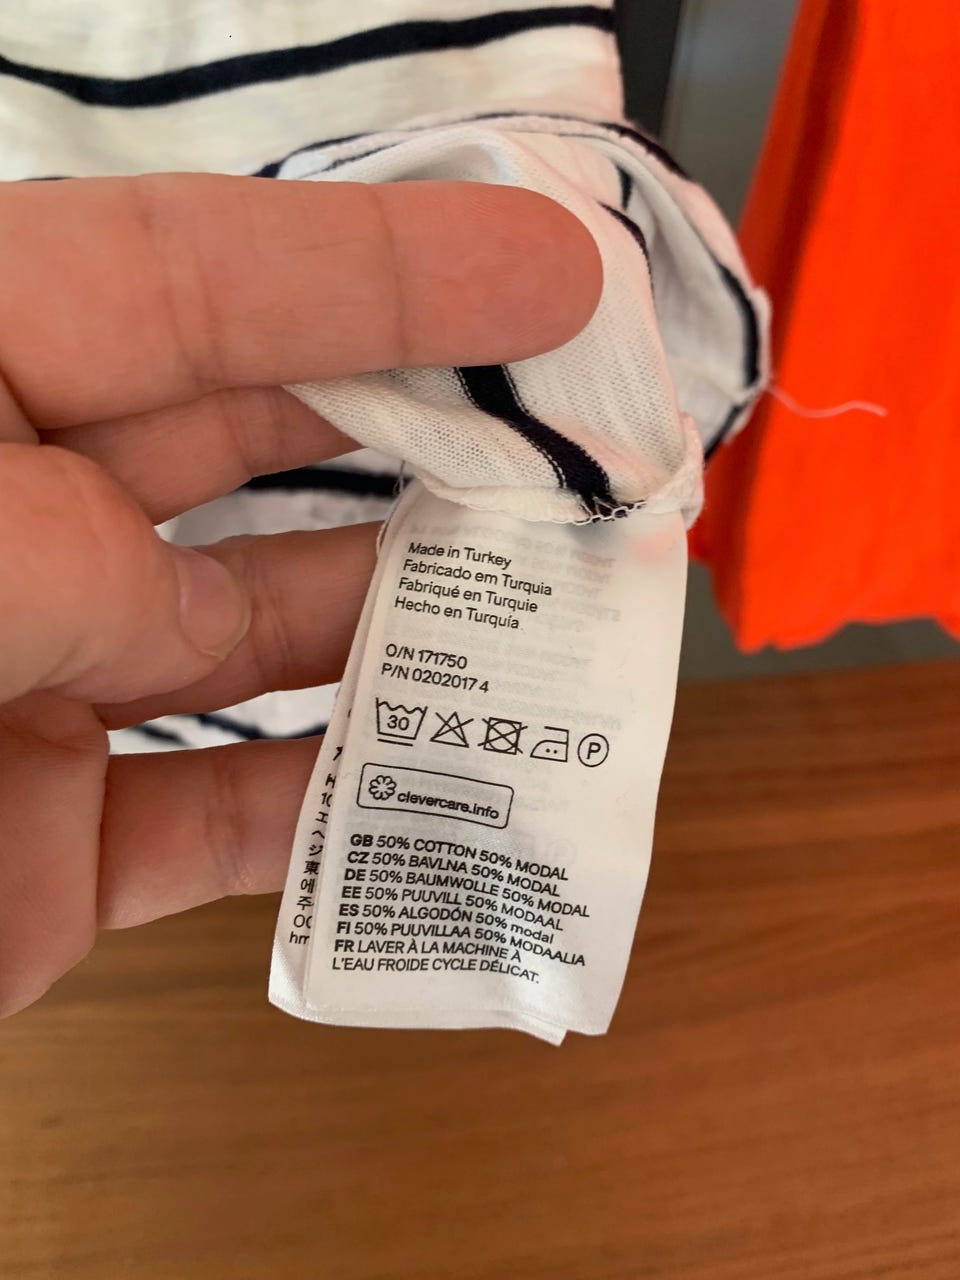 Made in Turkey
Fabricado em Turquia
Fabriqué en Turquie
Hecho en Turquía
O/N 171750
P/N 0202017 4
30
P
clevercare.info
GB 50% COTTON 50% MODAL
CZ 50% BAVLNA 50% MODAL
DE 50% BAUMWOLLE 50% MODAL
EE 50% PUUVILL 50% MODAAL
ES 50% ALGODÓN 50% modal
FI 50% PUUVILLAA 50% MODAALIA
FR LAVER À LA MACHINE À
L'EAU FROIDE CYCLE DÉLICAT.